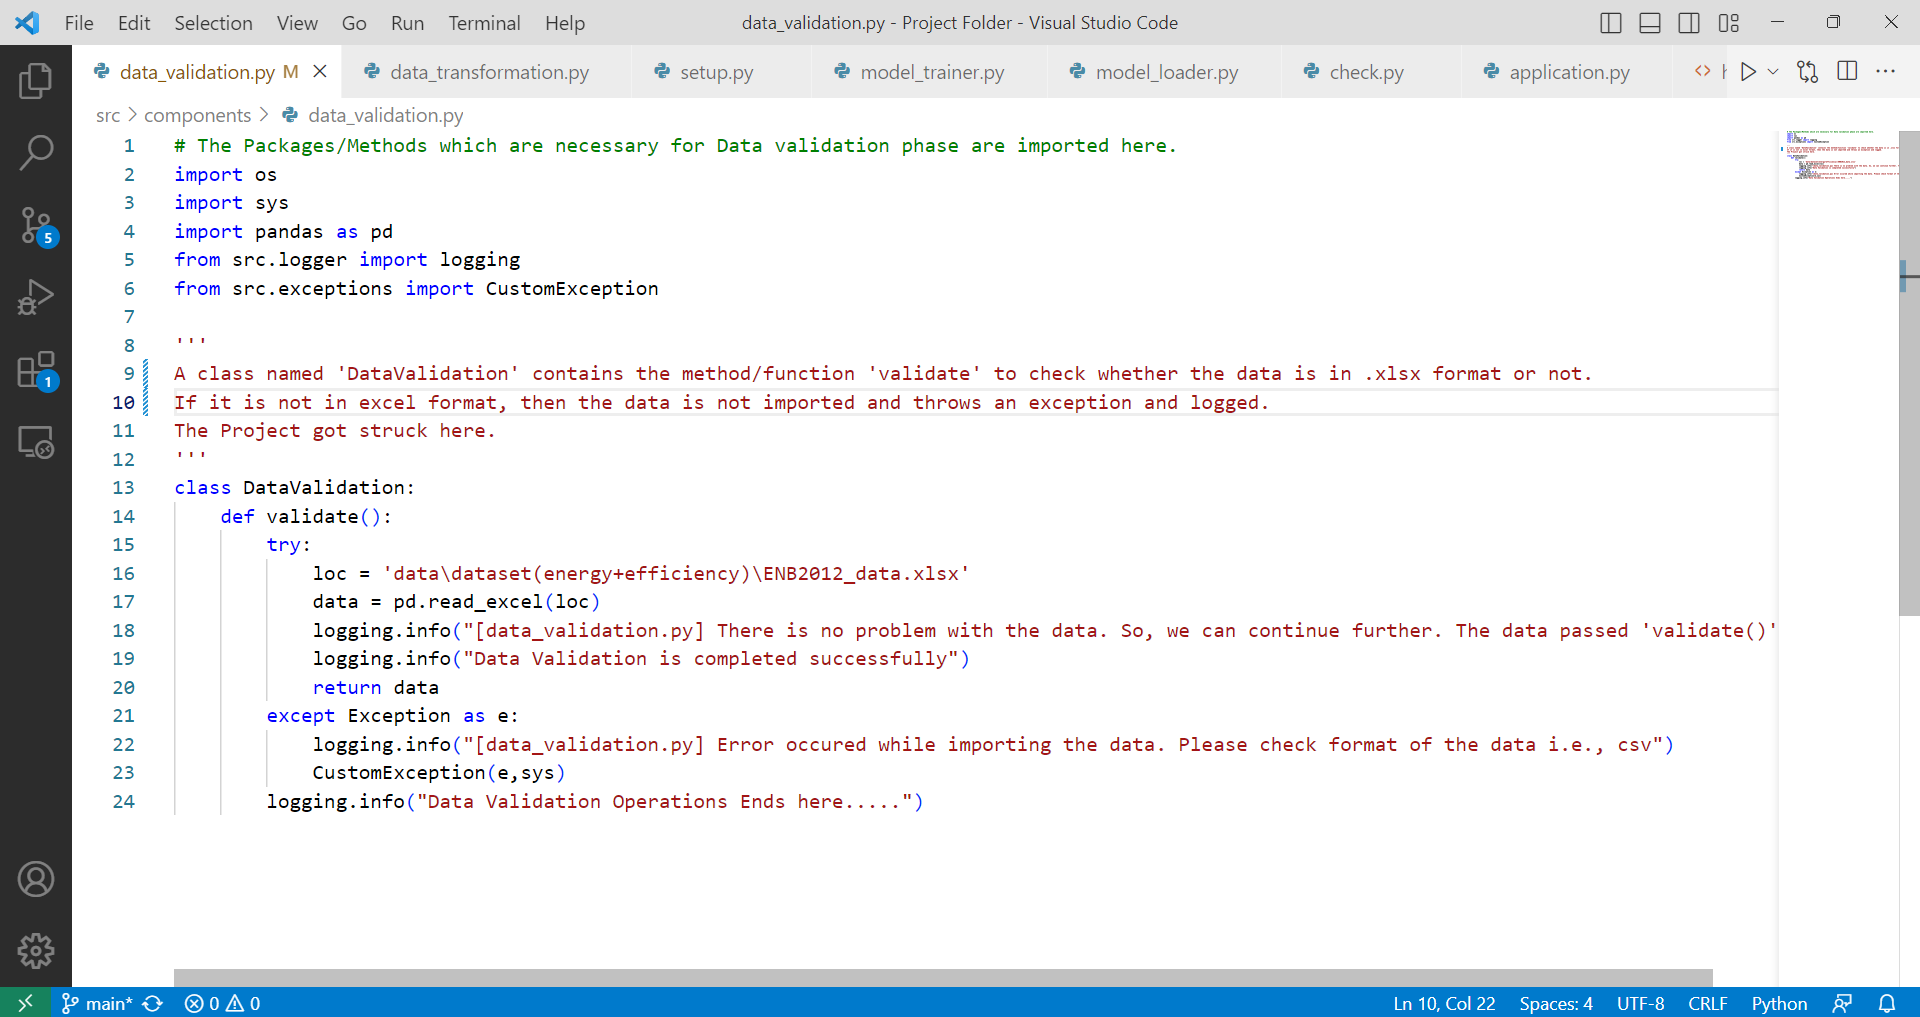 File Edit Selection View Go Run Terminal Help data_validation.py - Project Folder - Visual Studio Code
data_validation.py M data_transformation.py setup.py model_trainer.py model_loader.py check.py application.py
src > components > data_validation.py
1 # The Packages/Methods which are necessary for Data validation phase are imported here.
2 import os
3 import sys
4 import pandas as pd
5 from src.logger import logging
6 from src.exceptions import CustomException
7
8 '''
9 A class named 'DataValidation' contains the method/function 'validate' to check whether the data is in .xlsx format or not.
10 If it is not in excel format, then the data is not imported and throws an exception and logged.
11 The Project got struck here.
12 '''
13 class DataValidation:
14     def validate():
15         try:
16             loc = 'data\dataset(energy+efficiency)\ENB2012_data.xlsx'
17             data = pd.read_excel(loc)
18             logging.info("[data_validation.py] There is no problem with the data. So, we can continue further. The data passed 'validate()'
19             logging.info("Data Validation is completed successfully")
20             return data
21         except Exception as e:
22             logging.info("[data_validation.py] Error occured while importing the data. Please check format of the data i.e., csv")
23             CustomException(e,sys)
24         logging.info("Data Validation Operations Ends here.....")
5
1
main* 0 0 Ln 10, Col 22 Spaces: 4 UTF-8 CRLF Python